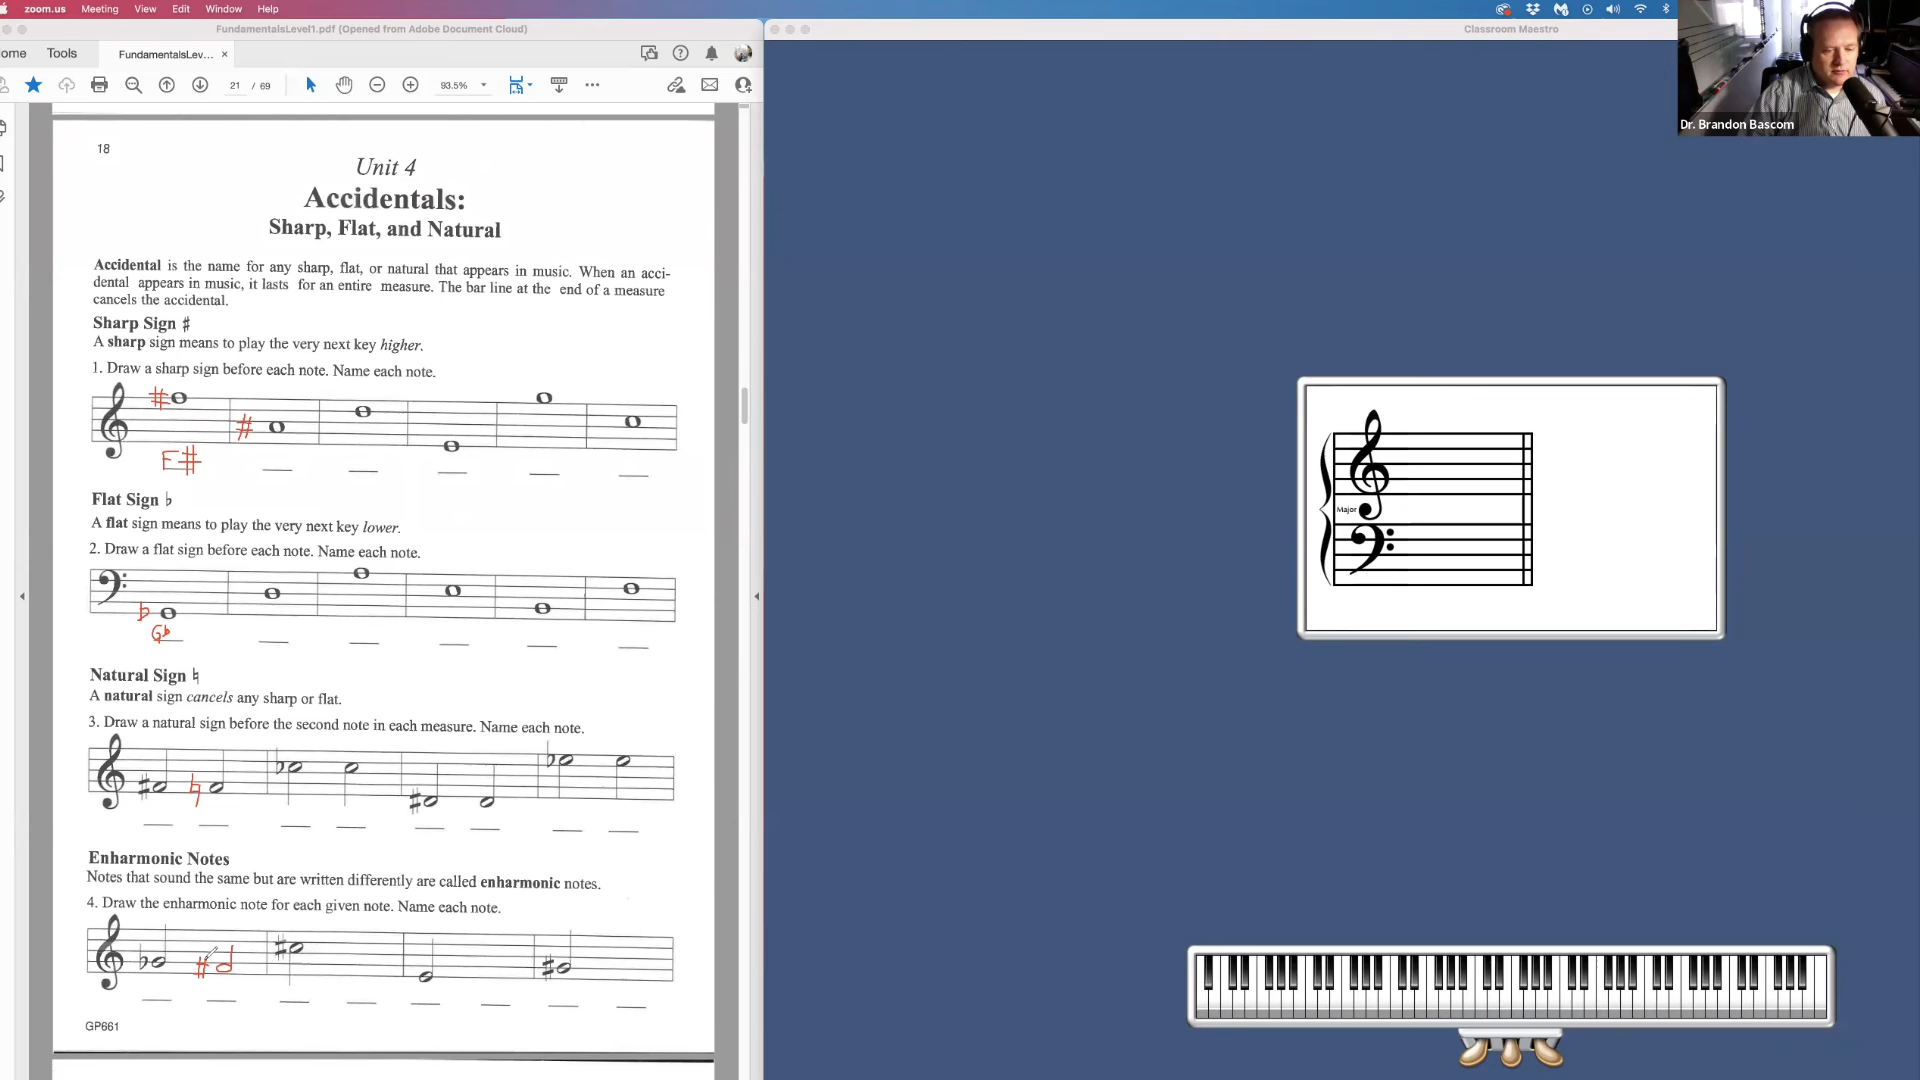 zoom.us Meeting View Edit Window Help
FundamentalsLevel1.pdf (Opened from Adobe Document Cloud)
Classroom Maestro
ome Tools FundamentalsLev... ×
21 / 69 93.5%
Dr. Brandon Bascom
18
Unit 4
Accidentals:
Sharp, Flat, and Natural
Accidental is the name for any sharp, flat, or natural that appears in music. When an acci-
dental appears in music, it lasts for an entire measure. The bar line at the end of a measure
cancels the accidental.
Sharp Sign ♯
A sharp sign means to play the very next key higher.
1. Draw a sharp sign before each note. Name each note.
F#
Flat Sign ♭
A flat sign means to play the very next key lower.
2. Draw a flat sign before each note. Name each note.
G♭
Natural Sign ♮
A natural sign cancels any sharp or flat.
3. Draw a natural sign before the second note in each measure. Name each note.
Enharmonic Notes
Notes that sound the same but are written differently are called enharmonic notes.
4. Draw the enharmonic note for each given note. Name each note.
GP661
Major